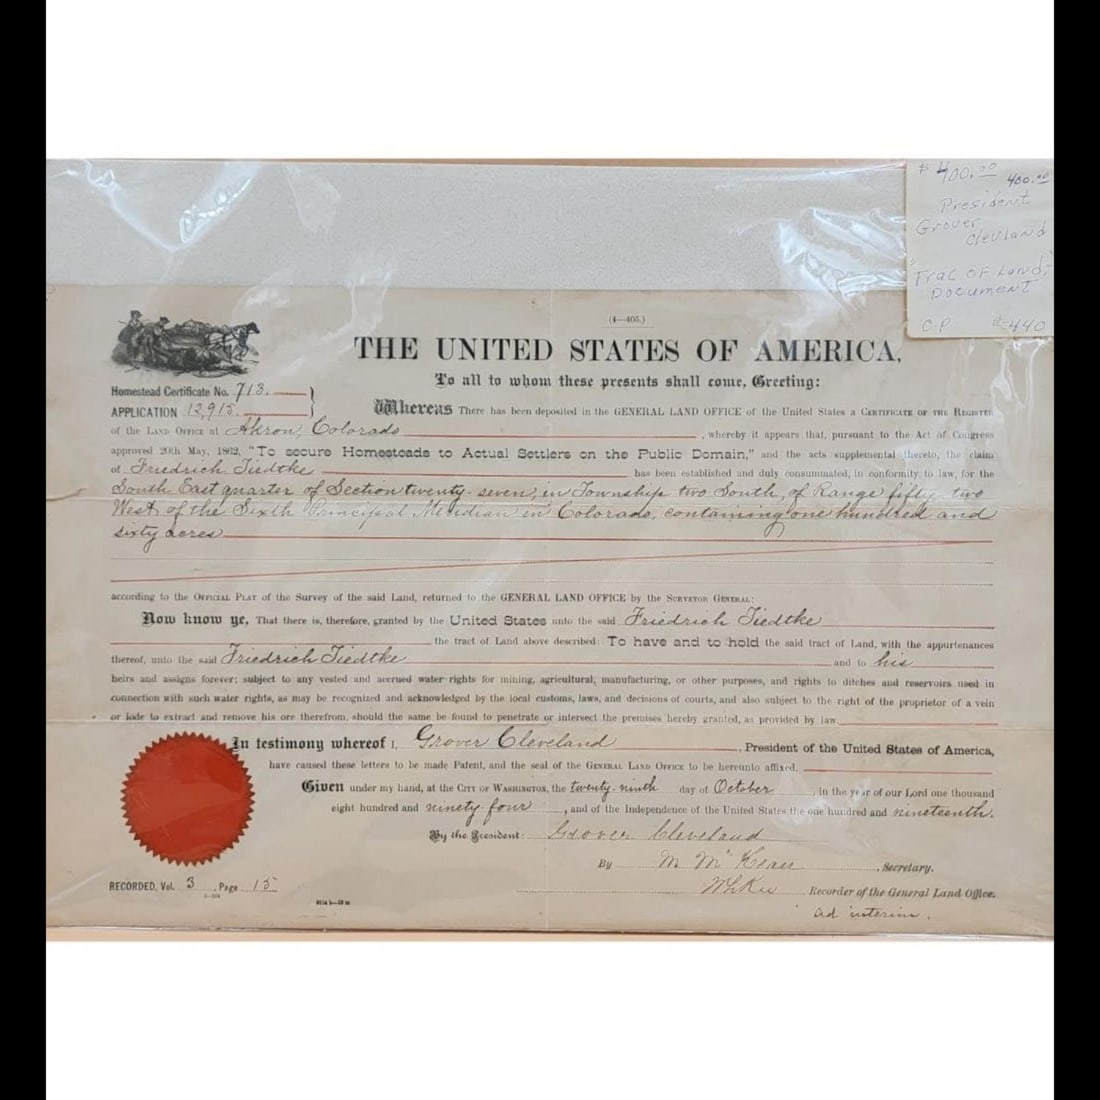 $400.00 400.00
President
Grover
Clevland
"Trac of Land,"
Document
C.P. #440
(4—405.)
THE UNITED STATES OF AMERICA,
To all to whom these presents shall come, Greeting:
Homestead Certificate No. 713.
APPLICATION 12,915.
Whereas There has been deposited in the GENERAL LAND OFFICE of the United States a CERTIFICATE OF THE REGISTER
of the LAND OFFICE at Akron, Colorado, whereby it appears that, pursuant to the Act of Congress
approved 20th May, 1862, "To secure Homesteads to Actual Settlers on the Public Domain," and the acts supplemental thereto, the claim
of Friedrich Tiedtke has been established and duly consummated, in conformity to law, for the
South East quarter of Section twenty-seven, in Township two South, of Range fifty-two
West of the Sixth Principal Meridian in Colorado, containing one hundred and
sixty acres
according to the OFFICIAL PLAT of the Survey of the said Land, returned to the GENERAL LAND OFFICE by the SURVEYOR GENERAL:
Now know ye, That there is, therefore, granted by the United States unto the said Friedrich Tiedtke
the tract of Land above described: To have and to hold the said tract of Land, with the appurtenances
thereof, unto the said Friedrich Tiedtke and to his
heirs and assigns forever; subject to any vested and accrued water rights for mining, agricultural, manufacturing, or other purposes, and rights to ditches and reservoirs used in
connection with such water rights, as may be recognized and acknowledged by the local customs, laws, and decisions of courts, and also subject to the right of the proprietor of a vein
or lode to extract and remove his ore therefrom, should the same be found to penetrate or intersect the premises hereby granted, as provided by law.
In testimony whereof I, Grover Cleveland, President of the United States of America,
have caused these letters to be made Patent, and the seal of the GENERAL LAND OFFICE to be hereunto affixed.
Given under my hand, at the CITY OF WASHINGTON, the twenty-ninth day of October, in the year of our Lord one thousand
eight hundred and ninety-four, and of the Independence of the United States the one hundred and nineteenth.
By the President: Grover Cleveland
By M. McKean, Secretary.
RECORDED, Vol. 3, Page 15
Recorder of the General Land Office.
ad interim.